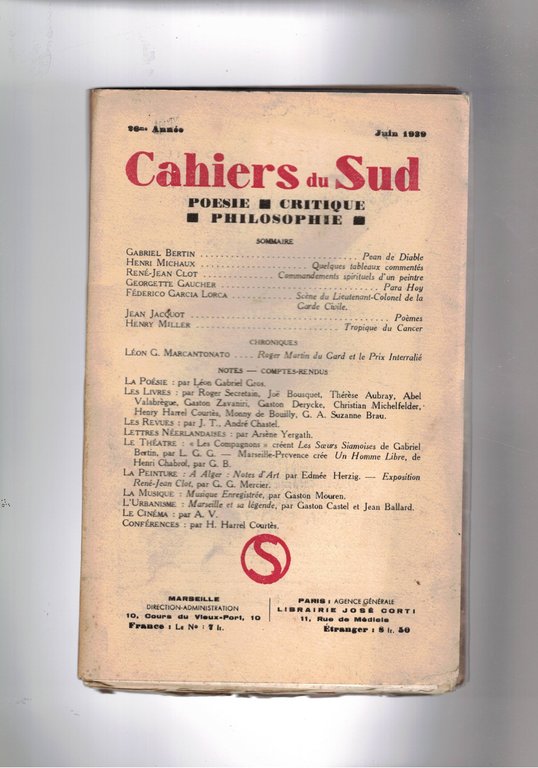 26me Année Juin 1939
Cahiers du Sud
POESIE ■ CRITIQUE
■ PHILOSOPHIE ■
SOMMAIRE
GABRIEL BERTIN ........ Pean de Diable
HENRI MICHAUX ........ Quelques tableaux commentés
RENÉ-JEAN CLOT ........ Commandements spirituels d'un peintre
GEORGETTE GAUCHER ........ Para Hoy
FÉDERICO GARCIA LORCA ........ Scène du Lieutenant-Colonel de la
Garde Civile.
JEAN JACQUOT ........ Poèmes
HENRY MILLER ........ Tropique du Cancer
CHRONIQUES
LÉON G. MARCANTONATO .... Roger Martin du Gard et le Prix Interralié
NOTES — COMPTES-RENDUS
LA POÉSIE : par Léon Gabriel Gros.
LES LIVRES : par Roger Secretain, Joë Bousquet, Thérèse Aubray, Abel
Valabrègue, Gaston Zavaniri, Gaston Derycke, Christian Michelfelder,
Henry Harrel Courtès, Monny de Bouilly, G. A. Suzanne Brau.
LES REVUES : par J. T., André Chastel.
LETTRES NÉERLANDAISES : par Arsène Yergath.
LE THÉATRE : « Les Compagnons » créent Les Sœurs Siamoises de Gabriel
Bertin, par L. G. G. — Marseille-Provence crée Un Homme Libre, de
Henri Chabrol, par G. B.
LA PEINTURE : A Alger : Notes d'Art par Edmée Herzig. — Exposition
René-Jean Clot, par G. G. Mercier.
LA MUSIQUE : Musique Enregistrée, par Gaston Mouren.
L'URBANISME : Marseille et sa légende, par Gaston Castel et Jean Ballard.
LE CINÉMA : par A. V.
CONFÉRENCES : par H. Harrel Courtès.
S
MARSEILLE
DIRECTION-ADMINISTRATION
10, Cours du Vieux-Port, 10
France : Le No : 7 fr.
PARIS : AGENCE GÉNÉRALE
LIBRAIRIE JOSÉ CORTI
11, Rue de Médicis
Étranger : 8 fr. 50